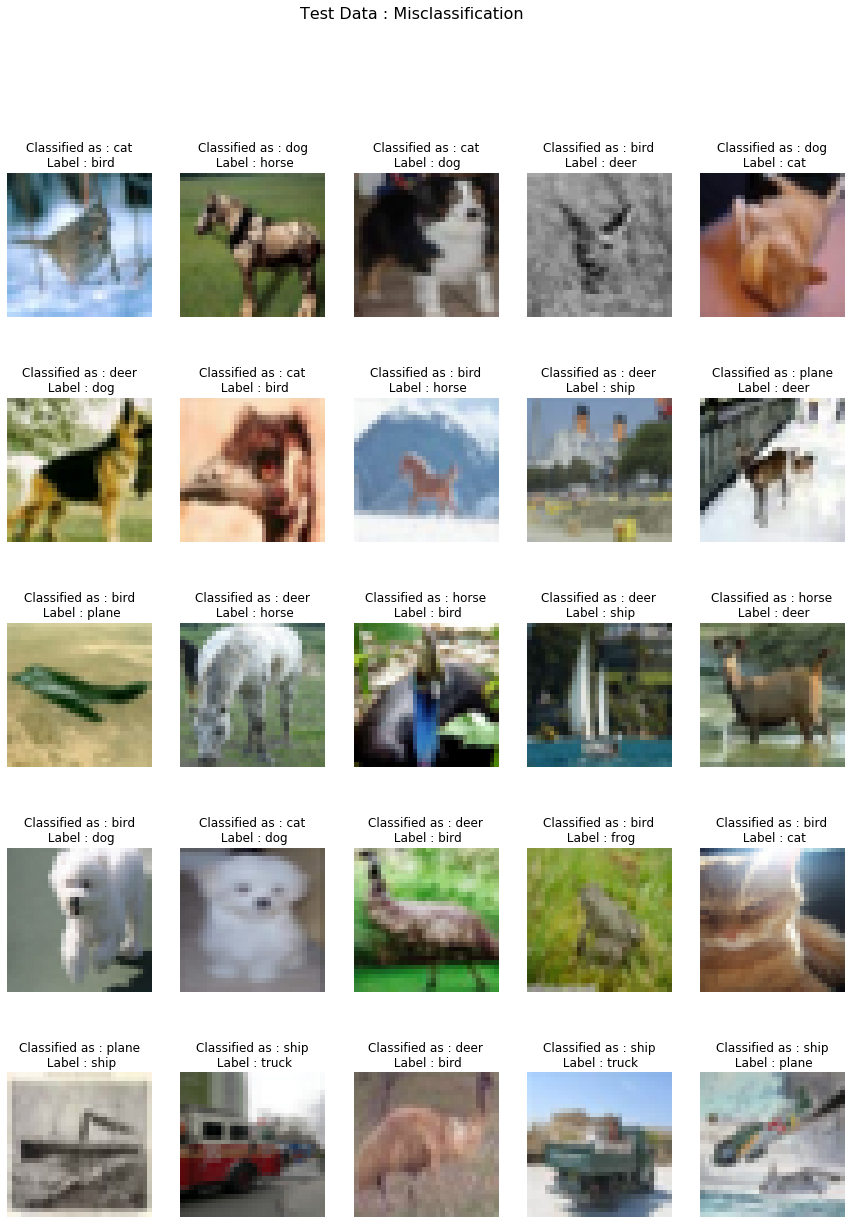 Test Data : Misclassification
Classified as : cat
Label : bird
Classified as : dog
Label : horse
Classified as : cat
Label : dog
Classified as : bird
Label : deer
Classified as : dog
Label : cat
Classified as : deer
Label : dog
Classified as : cat
Label : bird
Classified as : bird
Label : horse
Classified as : deer
Label : ship
Classified as : plane
Label : deer
Classified as : bird
Label : plane
Classified as : deer
Label : horse
Classified as : horse
Label : bird
Classified as : deer
Label : ship
Classified as : horse
Label : deer
Classified as : bird
Label : dog
Classified as : cat
Label : dog
Classified as : deer
Label : bird
Classified as : bird
Label : frog
Classified as : bird
Label : cat
Classified as : plane
Label : ship
Classified as : ship
Label : truck
Classified as : deer
Label : bird
Classified as : ship
Label : truck
Classified as : ship
Label : plane